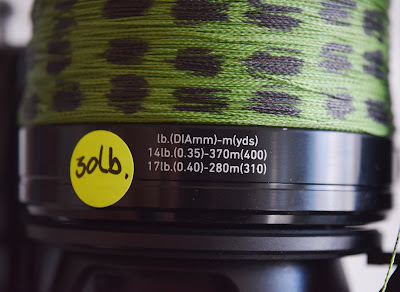 30lb.
lb.(DIAmm)-m(yds)
14lb.(0.35)-370m(400)
17lb.(0.40)-280m(310)